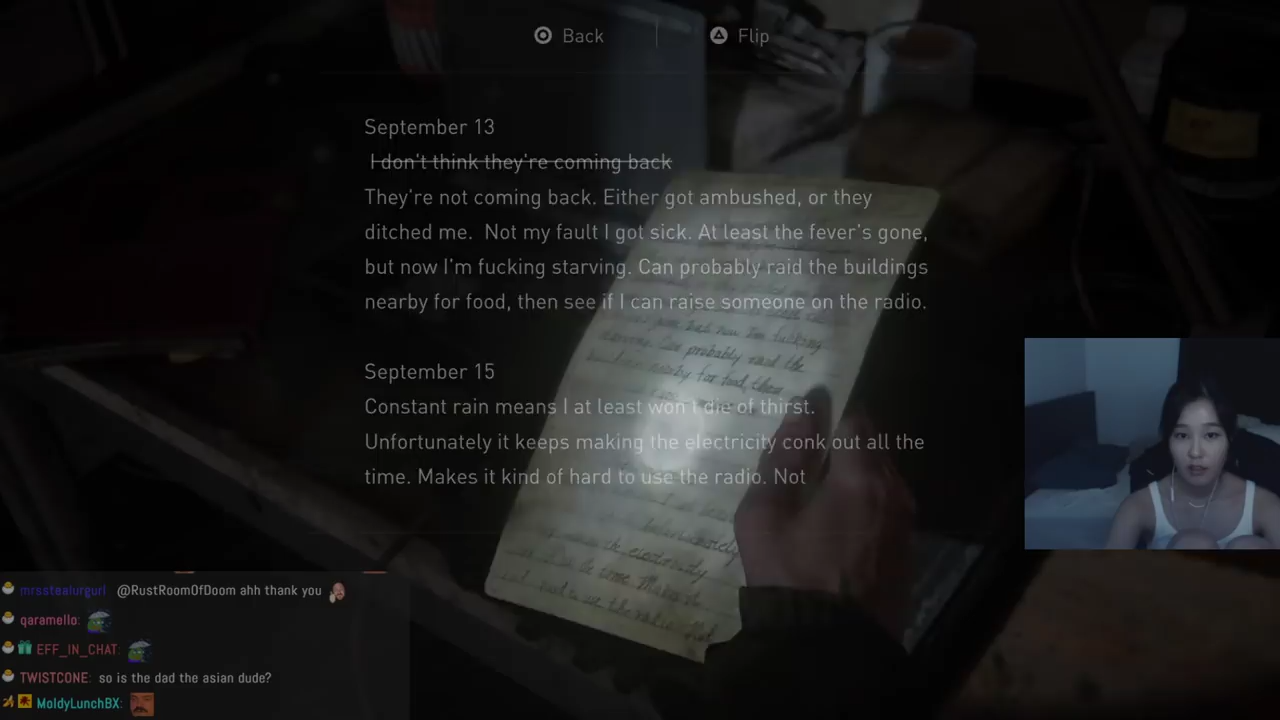 Back
Flip
September 13
I don't think they're coming back
They're not coming back. Either got ambushed, or they
ditched me. Not my fault I got sick. At least the fever's gone,
but now I'm fucking starving. Can probably raid the buildings
nearby for food, then see if I can raise someone on the radio.
September 15
Constant rain means I at least won't die of thirst.
Unfortunately it keeps making the electricity conk out all the
time. Makes it kind of hard to use the radio. Not
mrsstealurgurl @RustRoomOfDoom ahh thank you
qaramello:
EFF_IN_CHAT:
TWISTCONE: so is the dad the asian dude?
MoldyLunchBX: